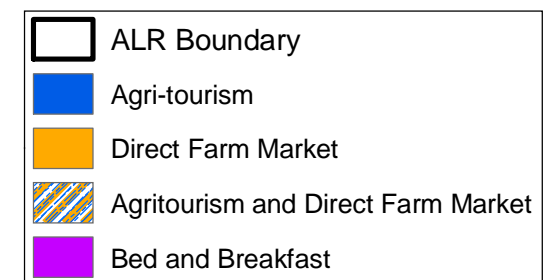 ALR Boundary
Agri-tourism
Direct Farm Market
Agritourism and Direct Farm Market
Bed and Breakfast